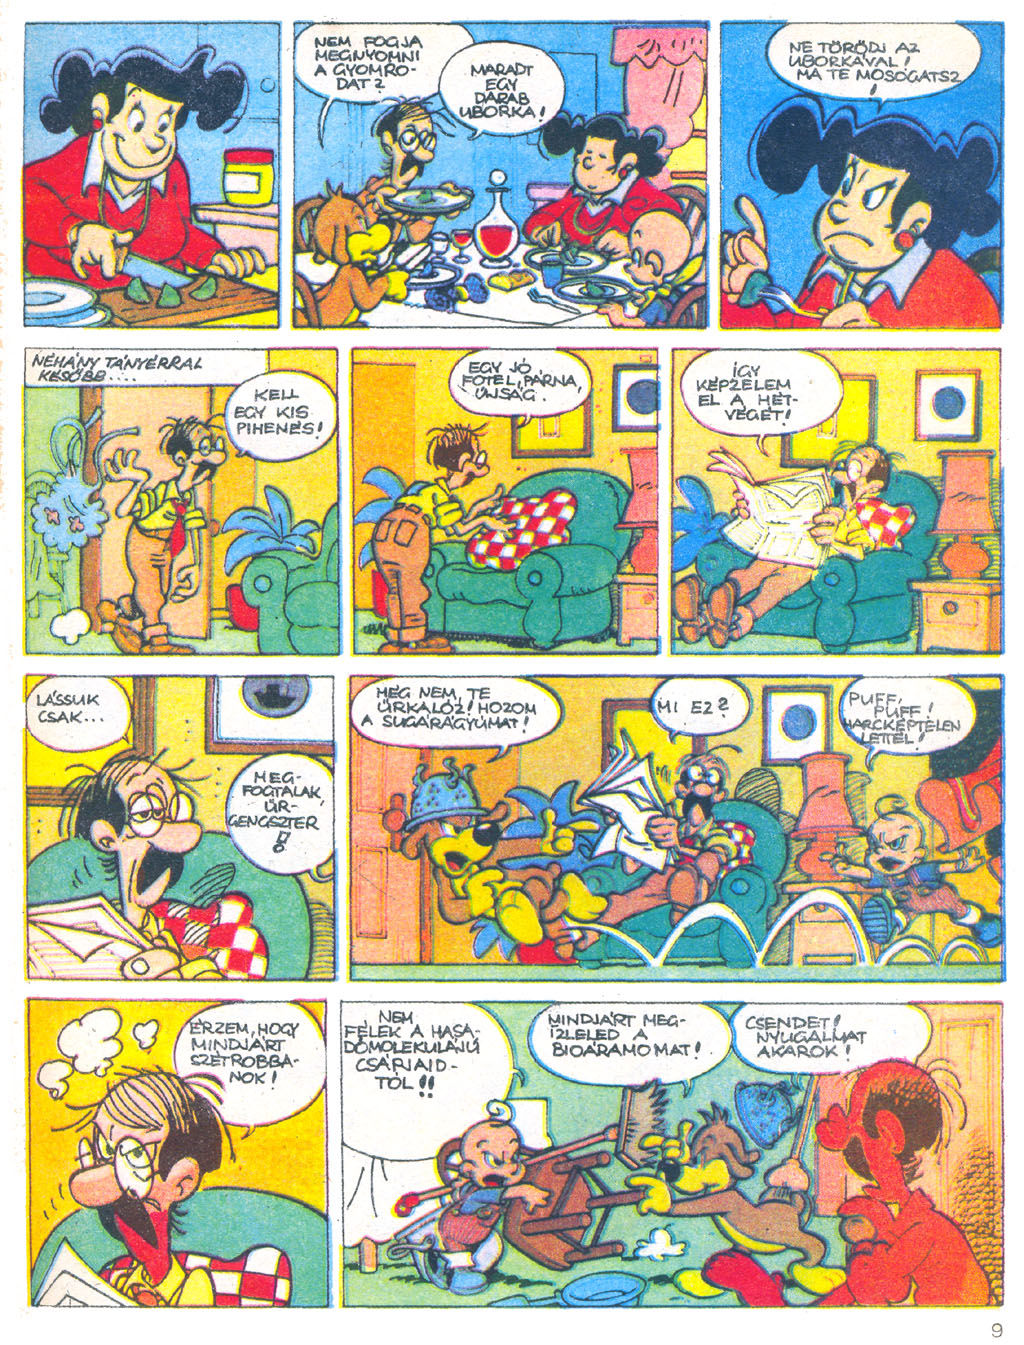 NEM FOGJA
MEGNYOMNI
A GYOMRO-
DAT?
MARADT
EGY
DARAB
UBORKA!
NE TÖRŐDJ AZ
UBORKÁVAL!
MA TE MOSOGATSZ
!
NÉHÁNY TÁNYÉRRAL
KÉSŐBB....
KELL
EGY KIS
PIHENÉS!
EGY JÓ
FOTEL, PÁRNA,
ÚJSÁG.
ÍGY
KÉPZELEM
EL A HÉT-
VÉGÉT!
LÁSSUK
CSAK...
MEG-
FOGTALAK,
ŰR-
GENGSZTER
!
MÉG NEM, TE
ŰRKALÓZ! HOZOM
A SUGÁRÁGYÚMAT!
MI EZ?
PUFF,
PUFF!
HARCKÉPTELEN
LETTÉL!
ÉRZEM, HOGY
MINDJÁRT
SZÉTROBBA-
NOK!
NEM
FÉLEK A HASA-
DÓMOLEKULÁJÚ
CSÁPJAID-
TÓL!!
MINDJÁRT MEG-
ÍZLELED A
BIOÁRAMOMAT!
CSENDET!
NYUGALMAT
AKAROK!
9